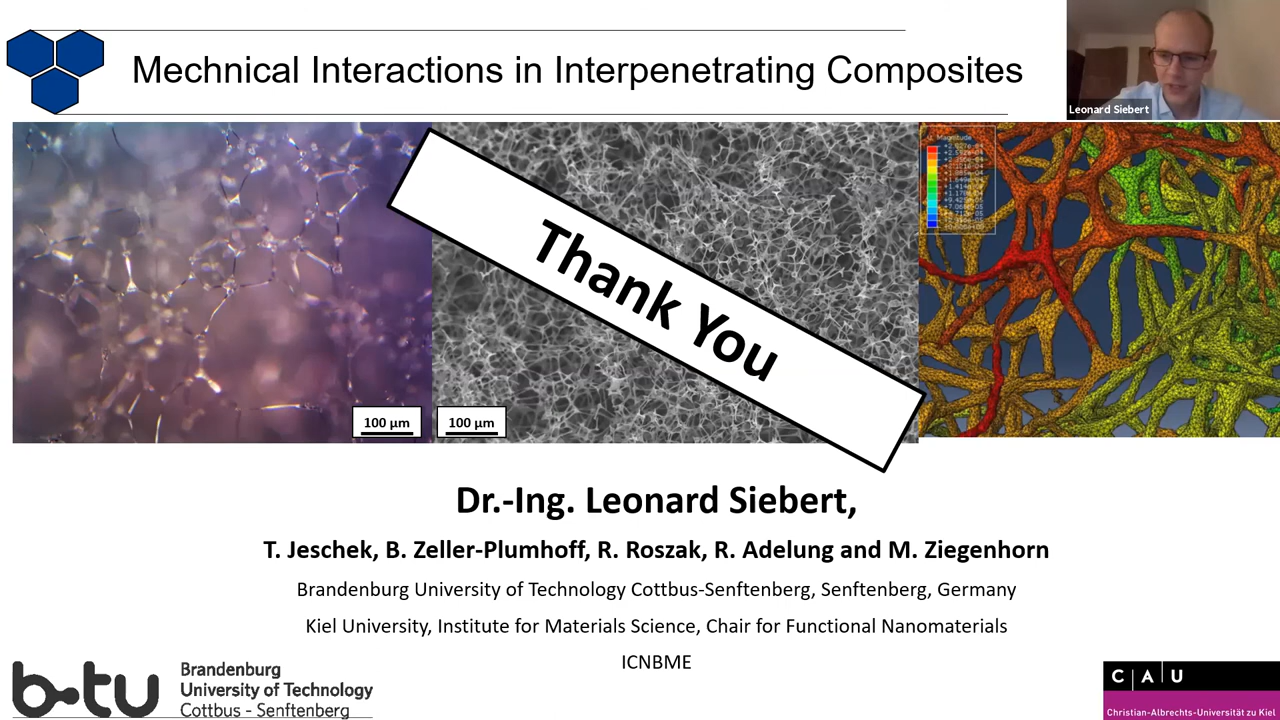 Mechnical Interactions in Interpenetrating Composites
Leonard Siebert
U, Magnitude
100 µm
100 µm
Thank You
Dr.-Ing. Leonard Siebert,
T. Jeschek, B. Zeller-Plumhoff, R. Roszak, R. Adelung and M. Ziegenhorn
Brandenburg University of Technology Cottbus-Senftenberg, Senftenberg, Germany
Kiel University, Institute for Materials Science, Chair for Functional Nanomaterials
ICNBME
b-tu
Brandenburg
University of Technology
Cottbus - Senftenberg
C A U
Christian-Albrechts-Universität zu Kiel